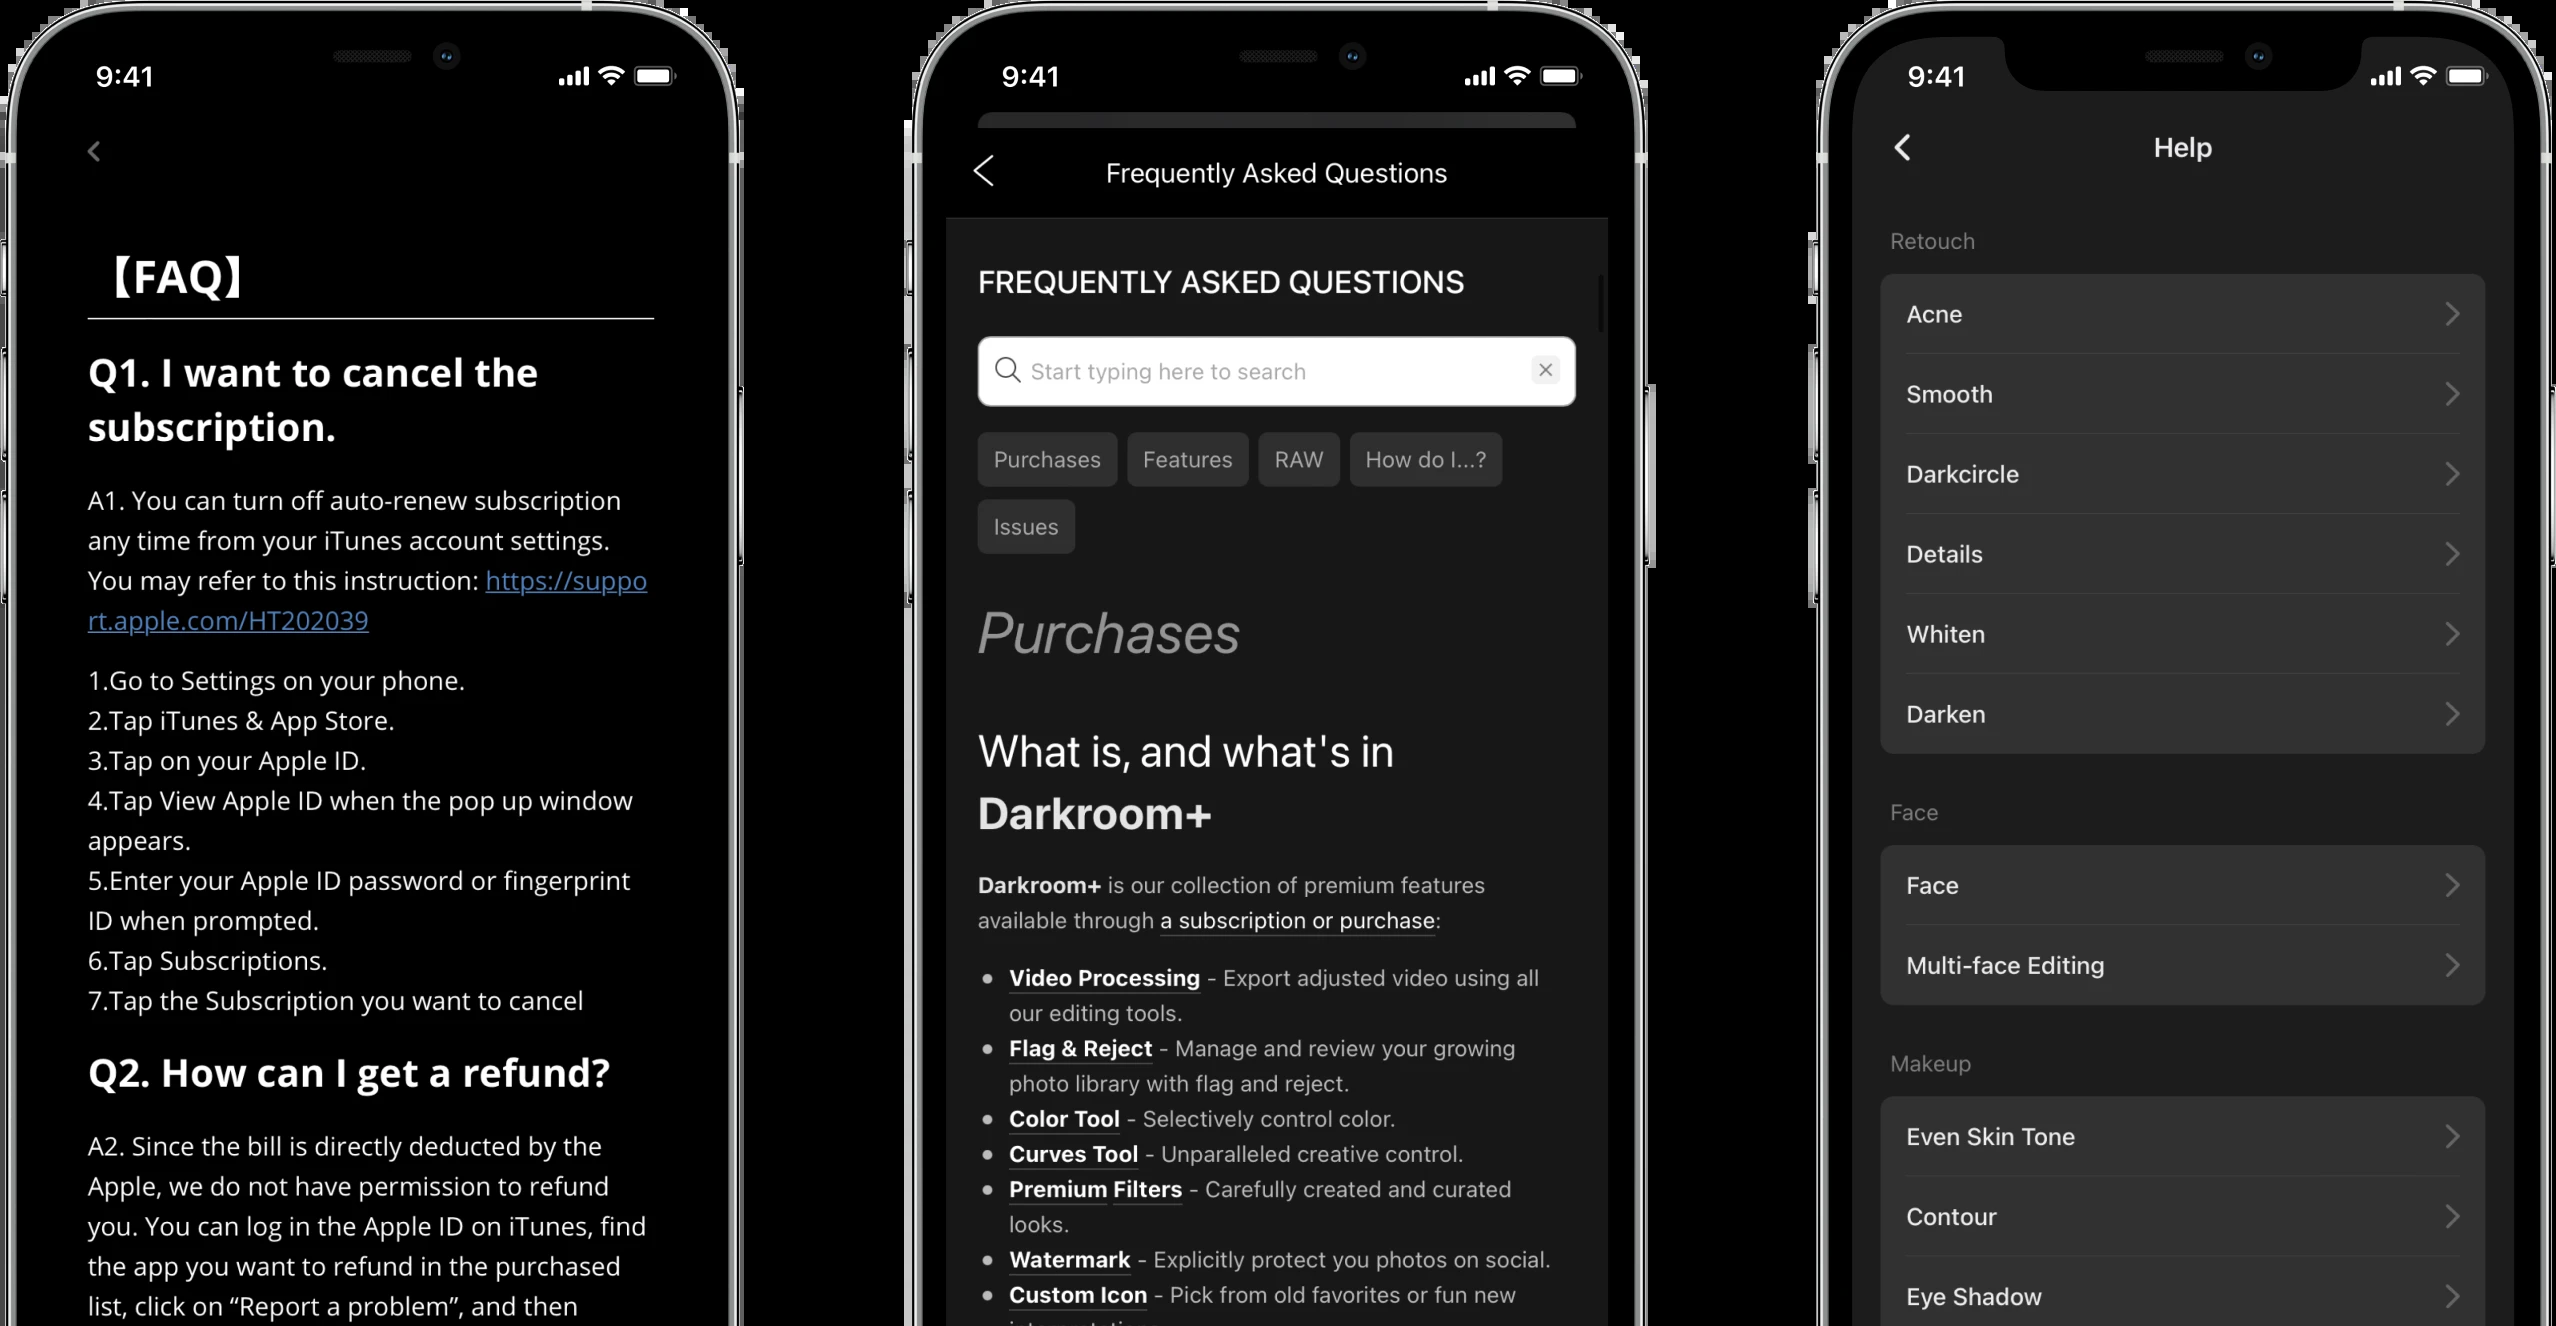 9:41
【FAQ】
Q1. I want to cancel the
subscription.
A1. You can turn off auto-renew subscription
any time from your iTunes account settings.
You may refer to this instruction: https://suppo
rt.apple.com/HT202039
1.Go to Settings on your phone.
2.Tap iTunes & App Store.
3.Tap on your Apple ID.
4.Tap View Apple ID when the pop up window
appears.
5.Enter your Apple ID password or fingerprint
ID when prompted.
6.Tap Subscriptions.
7.Tap the Subscription you want to cancel
Q2. How can I get a refund?
A2. Since the bill is directly deducted by the
Apple, we do not have permission to refund
you. You can log in the Apple ID on iTunes, find
the app you want to refund in the purchased
list, click on “Report a problem”, and then
9:41
Frequently Asked Questions
FREQUENTLY ASKED QUESTIONS
Start typing here to search
Purchases Features RAW How do I...?
Issues
Purchases
What is, and what's in
Darkroom+
Darkroom+ is our collection of premium features
available through a subscription or purchase:
• Video Processing - Export adjusted video using all
our editing tools.
• Flag & Reject - Manage and review your growing
photo library with flag and reject.
• Color Tool - Selectively control color.
• Curves Tool - Unparalleled creative control.
• Premium Filters - Carefully created and curated
looks.
• Watermark - Explicitly protect you photos on social.
• Custom Icon - Pick from old favorites or fun new
9:41
Help
Retouch
Acne
Smooth
Darkcircle
Details
Whiten
Darken
Face
Face
Multi-face Editing
Makeup
Even Skin Tone
Contour
Eye Shadow